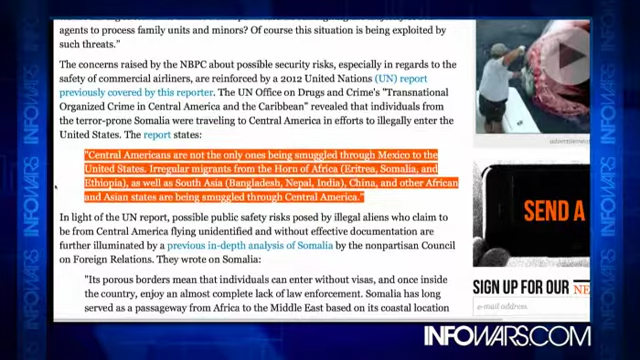 agents to process family units and minors? Of course this situation is being exploited by
such threats."
The concerns raised by the NBPC about possible security risks, especially in regards to the
safety of commercial airliners, are reinforced by a 2012 United Nations (UN) report
previously covered by this reporter. The UN Office on Drugs and Crime's "Transnational
Organized Crime in Central America and the Caribbean" revealed that individuals from
the terror-prone Somalia were traveling to Central America in efforts to illegally enter the
United States. The report states:
"Central Americans are not the only ones being smuggled through Mexico to the
United States. Irregular migrants from the Horn of Africa (Eritrea, Somalia, and
Ethiopia), as well as South Asia (Bangladesh, Nepal, India), China, and other African
and Asian states are being smuggled through Central America."
In light of the UN report, possible public safety risks posed by illegal aliens who claim to
be from Central America flying unidentified and without effective documentation are
further illuminated by a previous in-depth analysis of Somalia by the nonpartisan Council
on Foreign Relations. They wrote on Somalia:
"Its porous borders mean that individuals can enter without visas, and once inside
the country, enjoy an almost complete lack of law enforcement. Somalia has long
served as a passageway from Africa to the Middle East based on its coastal location
SEND A
SIGN UP FOR OUR NE
e-mail address.
INFOWARS.COM
INFOWARS
INFOWARS